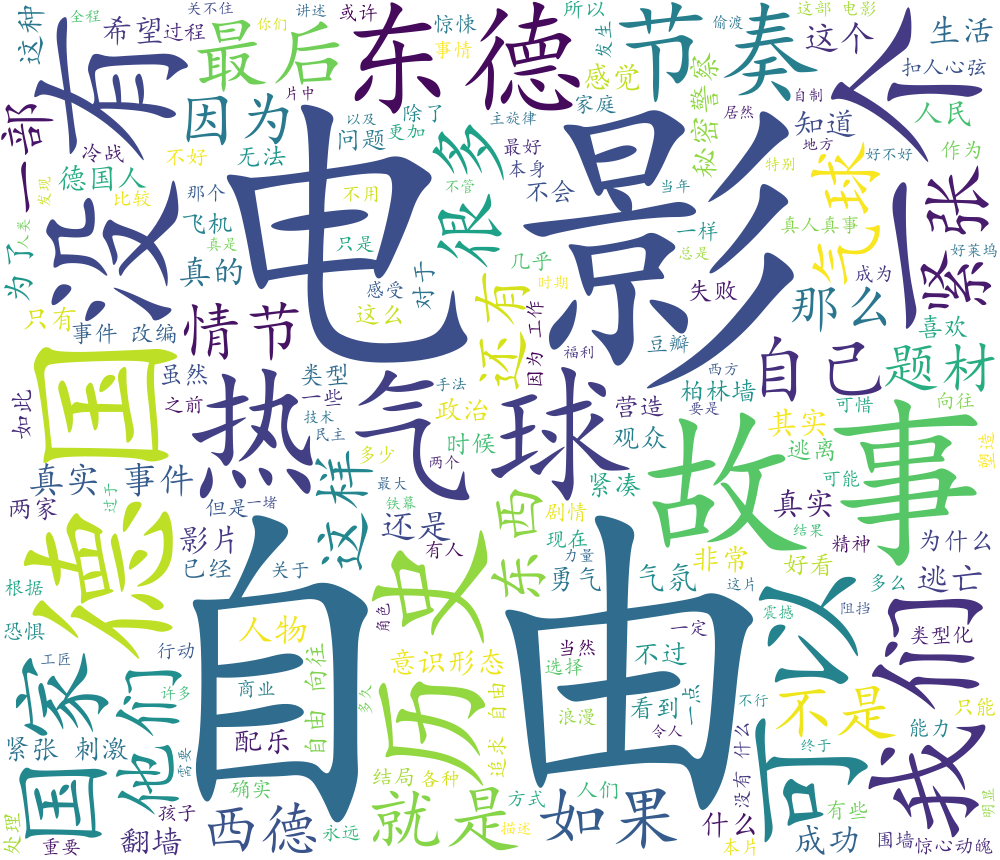 全程
关不住
你们
讲述
或许
惊悚
所以
偷渡
这部 电影
这种
希望
过程
最后
东德
事情
发生
节奏
这个
生活
没有
片中
感觉
扣人心弦
一部
因为
以及
除了
主旋律
家庭
秘密警察
居然
自制
知道
人民
冷战
不好
无法
问题
更加
很多
最好
本身
地方
好不好
作为
德国人
发现
比较
那个
不用
不管
不会
当年
特别
气球
一张
紧张
飞机
电影
真是
只是
一样
真人真事
好莱坞
为了
人类
真的
感受
对于
几乎
总是
成为
只有
事件 改编
情节
这么
还有
时期
失败
那么
喜欢
国
虽然
类型
手法
因为 工作
福利
豆瓣
西方
自己
题材
如此
之前
热气球
一些
技术
民主
政治
营造
柏林墙
要是
可惜
向往
真实 事件
多少
时候
两个
观众
其实
逃离
塑造
两家
过于
但是
一堵
这样
最大
铁幕
还是
剧情
紧凑
故事
真实
可能
德
影片
有人
历史
东西
现在
力量
非常
好看
结果
精神
为什么
根据
已经
关于
勇气
气氛
这片
多么
逃亡
恐惧
人物
角色
自由
当然
一定
震撼
可以
阻挡
我们
类型化
工匠
行动
意识形态
选择
不过
国家
他们
许多
商业
自由 向往
多久
追求 自由
浪漫
看到
一点
令人
不行
不是
只能
紧张 刺激
需要
配乐
结局
各种
没有 什么
终于
能力
确实
孩子
方式
人们
有些
明显
处理
重要
翻墙
西德
永远
就是
描述
如果
什么
本片
成功
围墙
惊心动魄
人